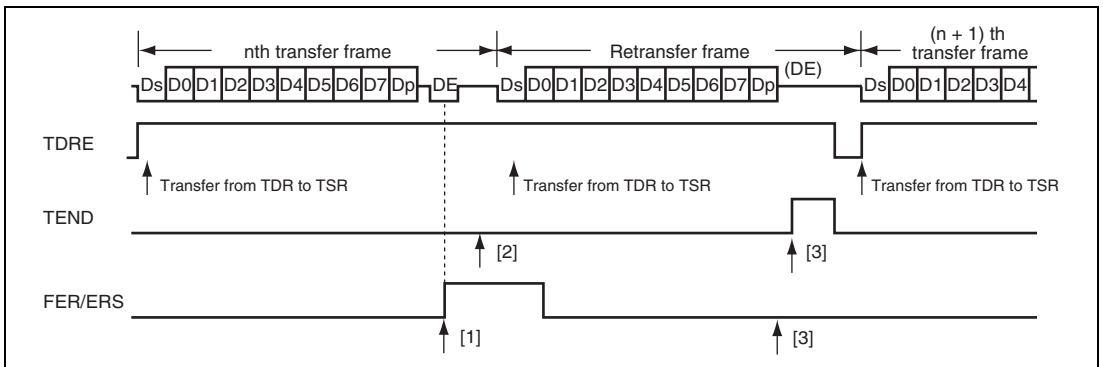 nth transfer frame
Retransfer frame
(n + 1) th
transfer frame
Ds D0 D1 D2 D3 D4 D5 D6 D7 Dp DE
Ds D0 D1 D2 D3 D4 D5 D6 D7 Dp (DE)
Ds D0 D1 D2 D3 D4
TDRE
Transfer from TDR to TSR
Transfer from TDR to TSR
Transfer from TDR to TSR
TEND
[2]
[3]
FER/ERS
[1]
[3]